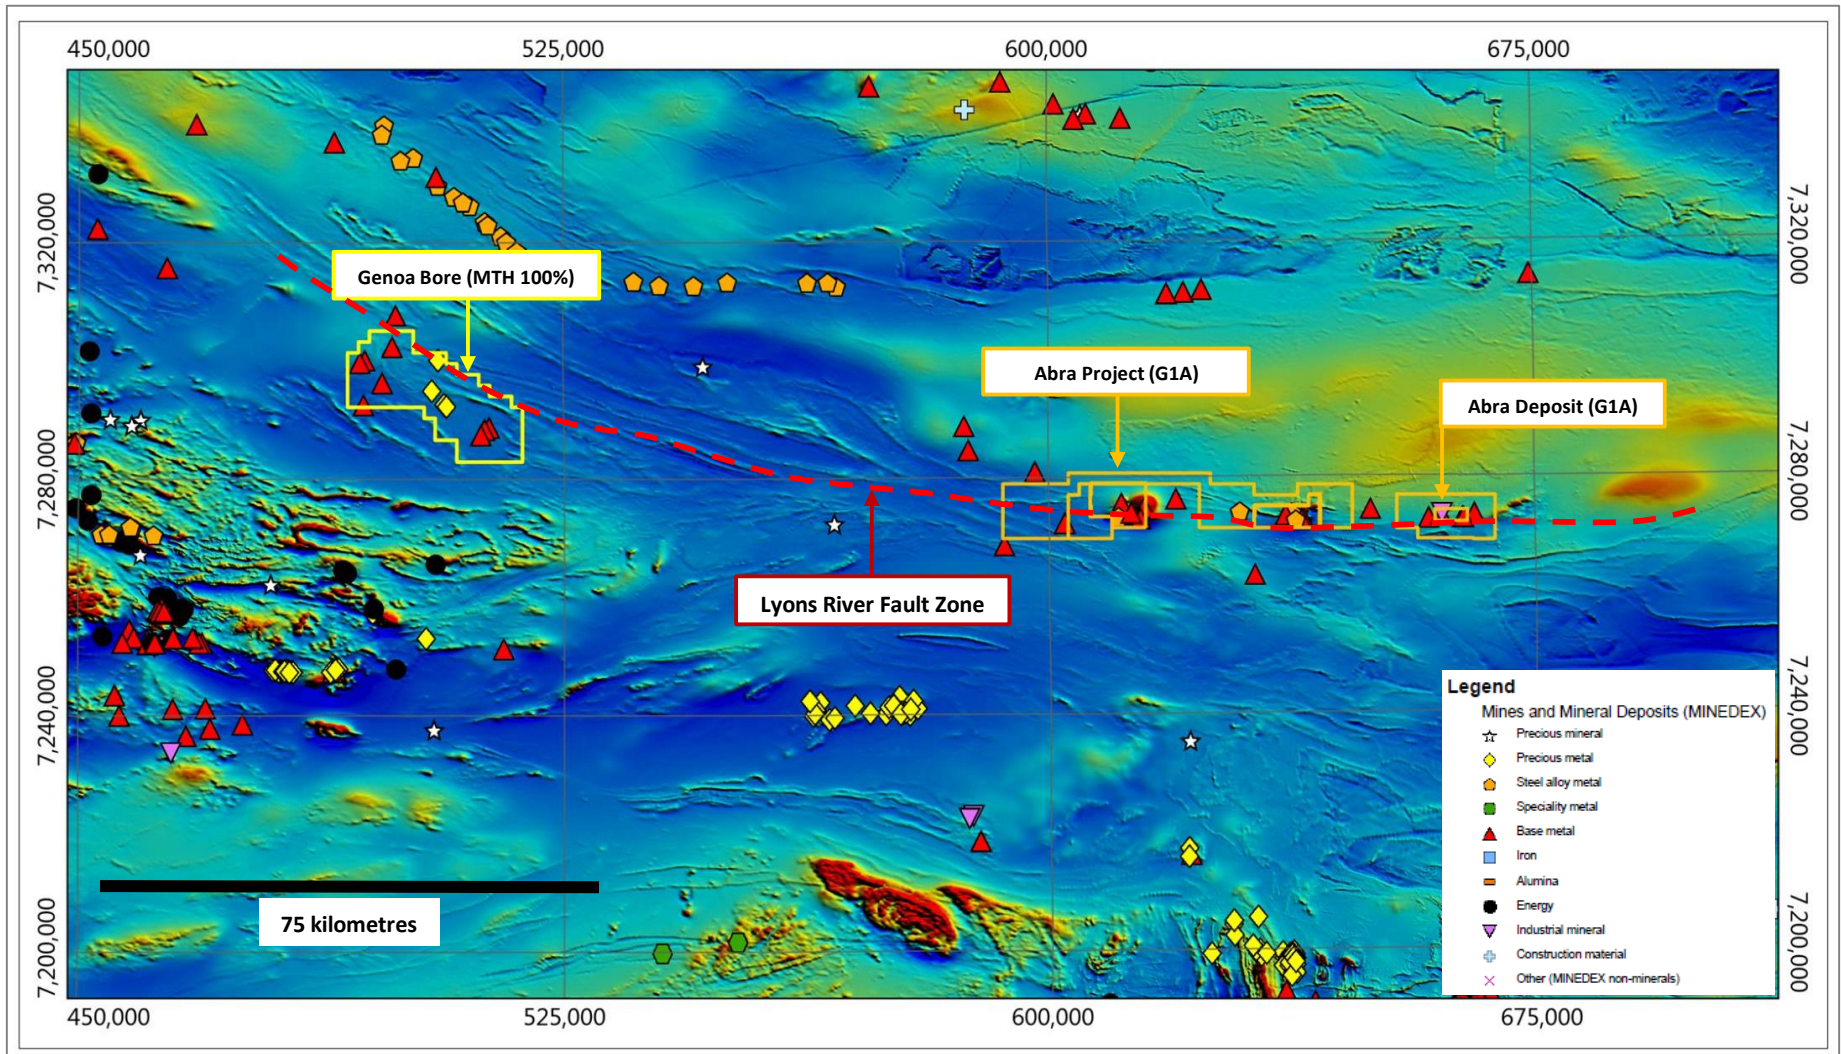 450,000
525,000
600,000
675,000
7,320,000
7,320,000
Genoa Bore (MTH 100%)
Abra Project (G1A)
Abra Deposit (G1A)
7,280,000
7,280,000
Lyons River Fault Zone
7,240,000
7,240,000
Legend
Mines and Mineral Deposits (MINEDEX)
Precious mineral
Precious metal
Steel alloy metal
Speciality metal
Base metal
Iron
Alumina
Energy
Industrial mineral
Construction material
Other (MINEDEX non-minerals)
75 kilometres
7,200,000
7,200,000
450,000
525,000
600,000
675,000